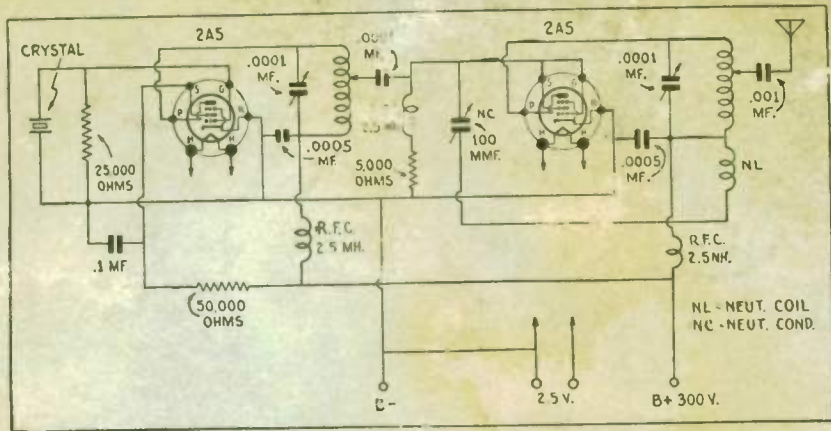 CRYSTAL
2A5
.0001
MF.
MF.
S
G
P
K
H
H
.0005
MF.
25,000
OHMS
.1 MF
50,000
OHMS
R.F.C.
2.5 MH.
5,000
OHMS
NC
100
MMF.
2A5
S
G
P
K
H
H
.0001
MF.
.001
MF.
.0005
MF.
NL
R.F.C.
2.5 NH.
NL - NEUT. COIL
NC - NEUT. COND.
B-
2.5 V.
B+ 300 V.